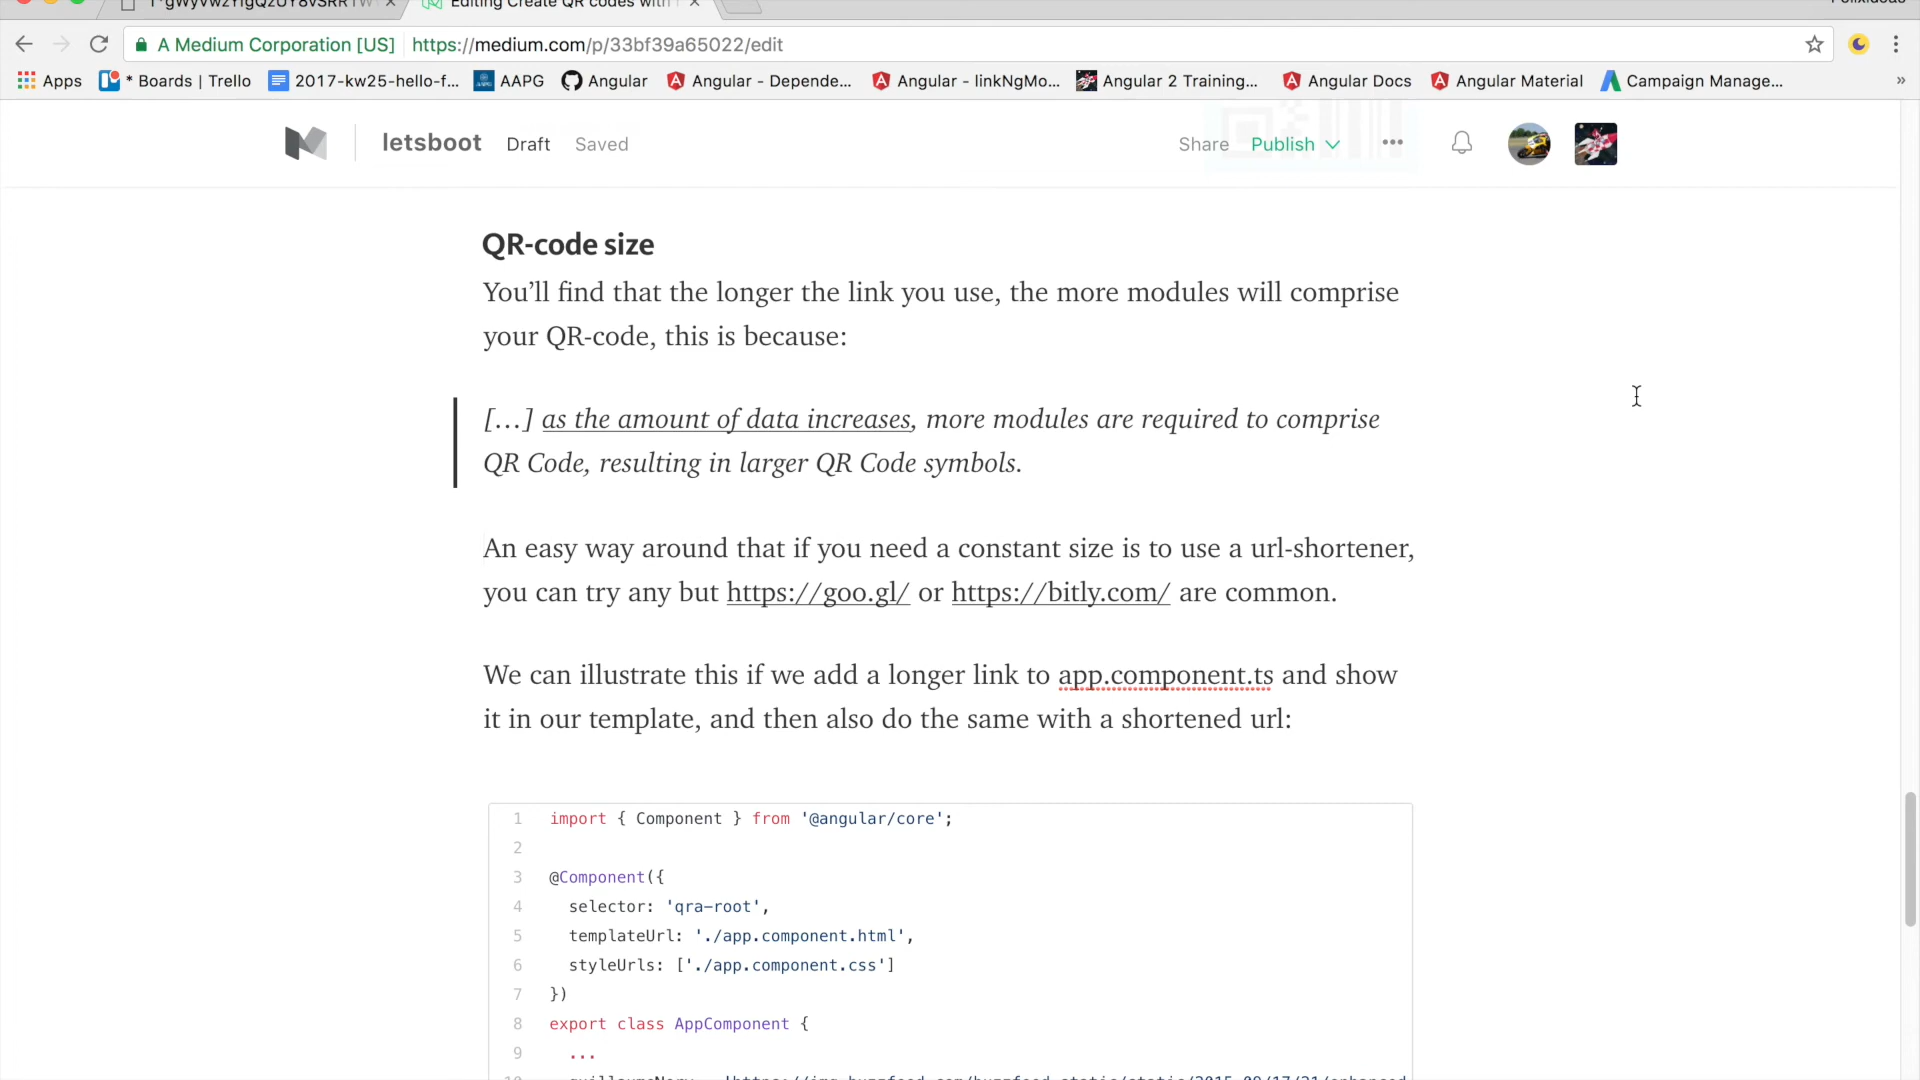 Editing Create QR codes with
A Medium Corporation [US] https://medium.com/p/33bf39a65022/edit
Apps * Boards | Trello 2017-kw25-hello-f... AAPG Angular Angular - Depende... Angular - linkNgMo... Angular 2 Training... Angular Docs Angular Material Campaign Manage... »
letsboot Draft Saved Share Publish
QR-code size
You’ll find that the longer the link you use, the more modules will comprise
your QR-code, this is because:
[…] as the amount of data increases, more modules are required to comprise
QR Code, resulting in larger QR Code symbols.
An easy way around that if you need a constant size is to use a url-shortener,
you can try any but https://goo.gl/ or https://bitly.com/ are common.
We can illustrate this if we add a longer link to app.component.ts and show
it in our template, and then also do the same with a shortened url:
1 import { Component } from '@angular/core';
2
3 @Component({
4 selector: 'qra-root',
5 templateUrl: './app.component.html',
6 styleUrls: ['./app.component.css']
7 })
8 export class AppComponent {
9 ...